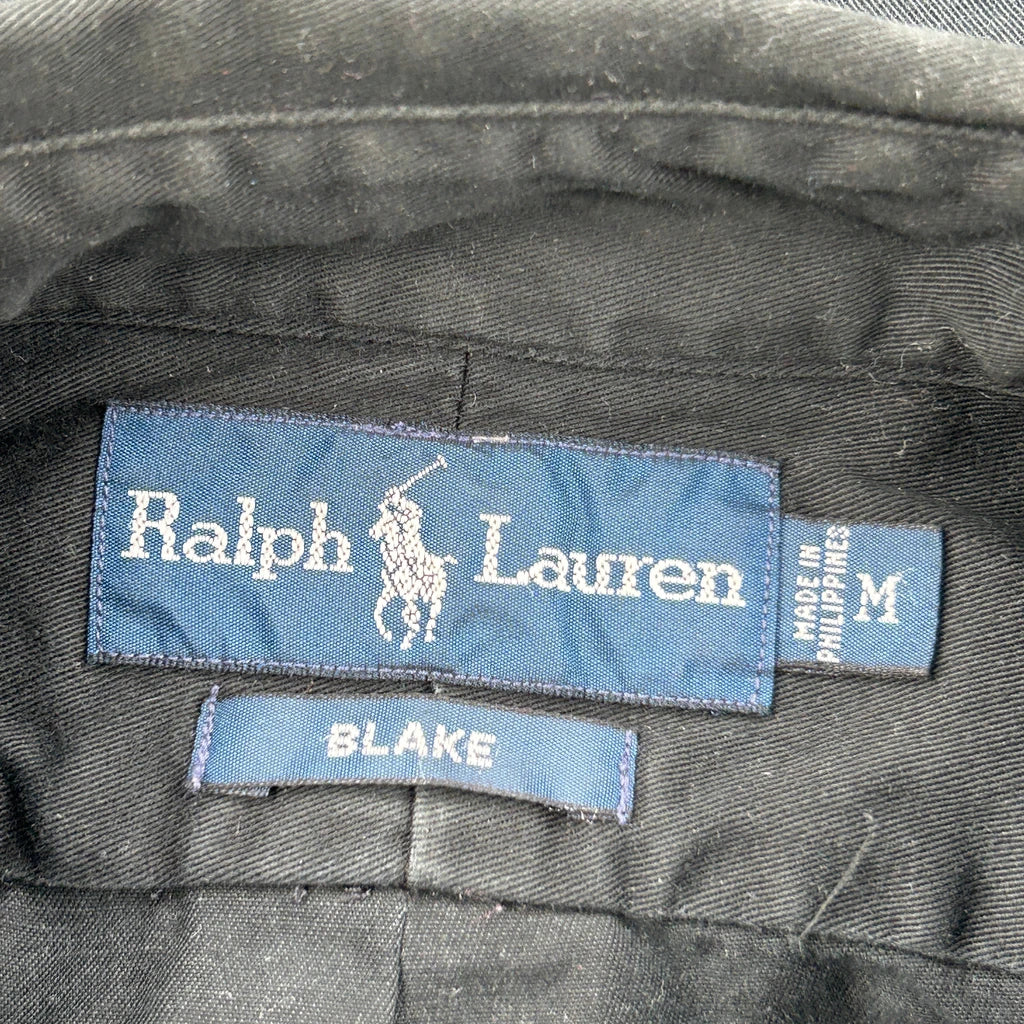 Ralph Lauren
MADE IN
PHILIPPINES
M
BLAKE